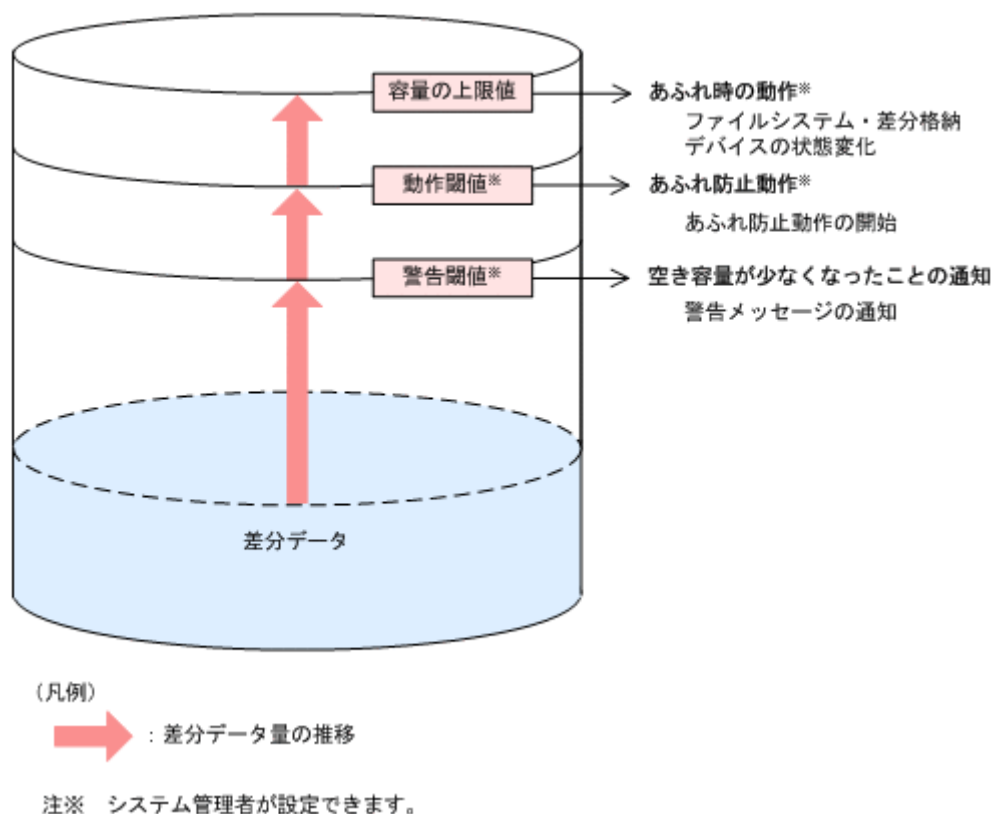 容量の上限値
あふれ時の動作※
ファイルシステム・差分格納
デバイスの状態変化
動作閾値※
あふれ防止動作※
あふれ防止動作の開始
警告閾値※
空き容量が少なくなったことの通知
警告メッセージの通知
差分データ
(凡例)
:差分データ量の推移
注※ システム管理者が設定できます。